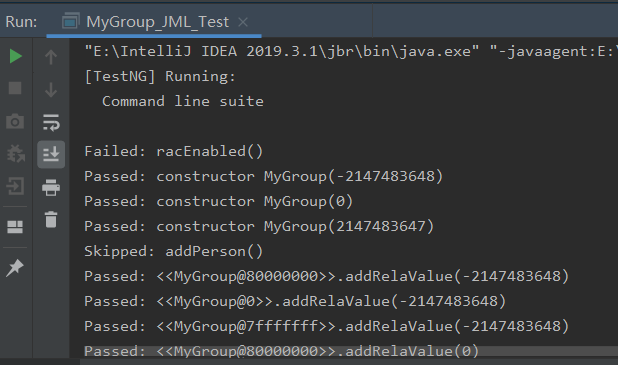 Run: MyGroup_JML_Test ×
"E:\IntelliJ IDEA 2019.3.1\jbr\bin\java.exe" "-javaagent:E:\
[TestNG] Running:
  Command line suite
Failed: racEnabled()
Passed: constructor MyGroup(-2147483648)
Passed: constructor MyGroup(0)
Passed: constructor MyGroup(2147483647)
Skipped: addPerson()
Passed: <<MyGroup@80000000>>.addRelaValue(-2147483648)
Passed: <<MyGroup@0>>.addRelaValue(-2147483648)
Passed: <<MyGroup@7fffffff>>.addRelaValue(-2147483648)
Passed: <<MyGroup@80000000>>.addRelaValue(0)